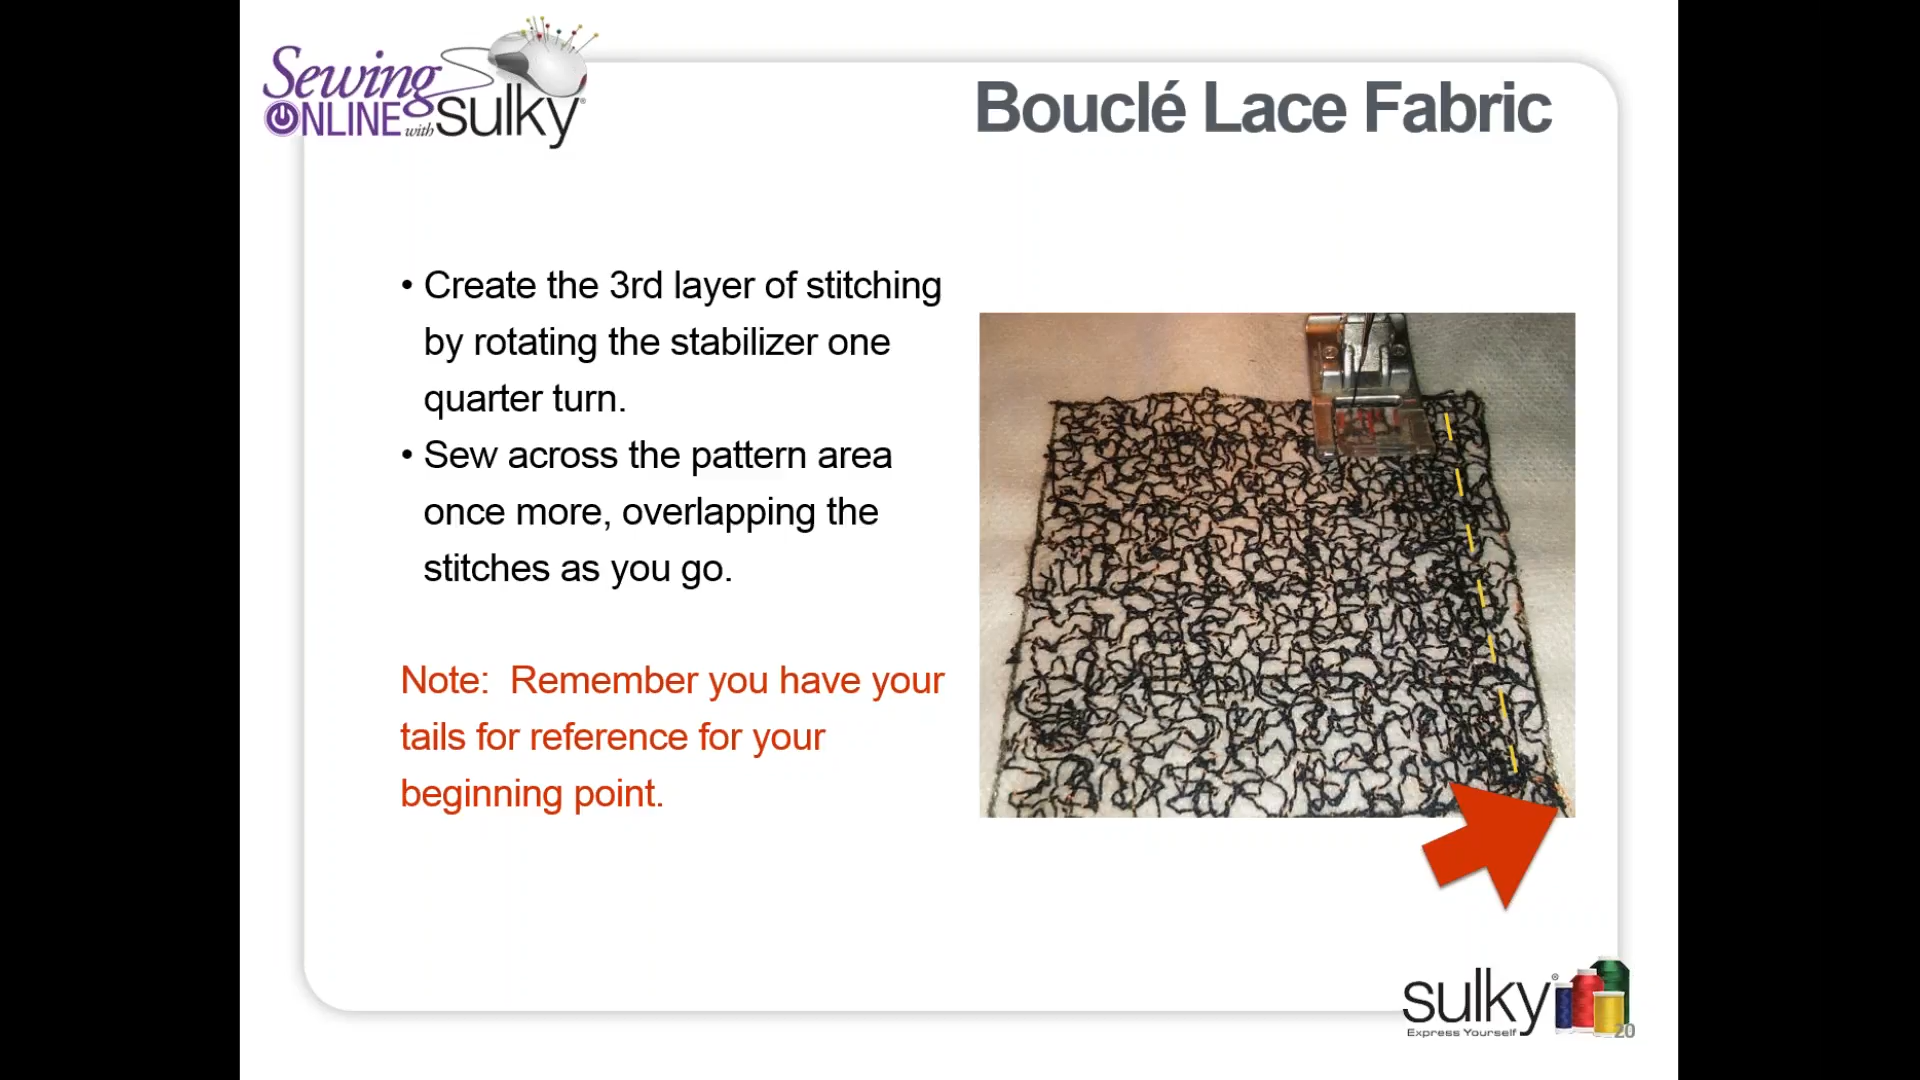 Sewing
ONLINE with sulky®
Bouclé Lace Fabric
• Create the 3rd layer of stitching
by rotating the stabilizer one
quarter turn.
• Sew across the pattern area
once more, overlapping the
stitches as you go.
Note: Remember you have your
tails for reference for your
beginning point.
sulky®
Express Yourself
20